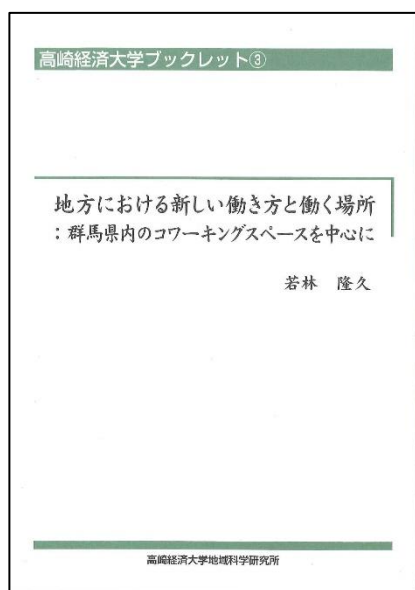 高崎経済大学ブックレット③
地方における新しい働き方と働く場所
：群馬県内のコワーキングスペースを中心に
若林　隆久
高崎経済大学地域科学研究所